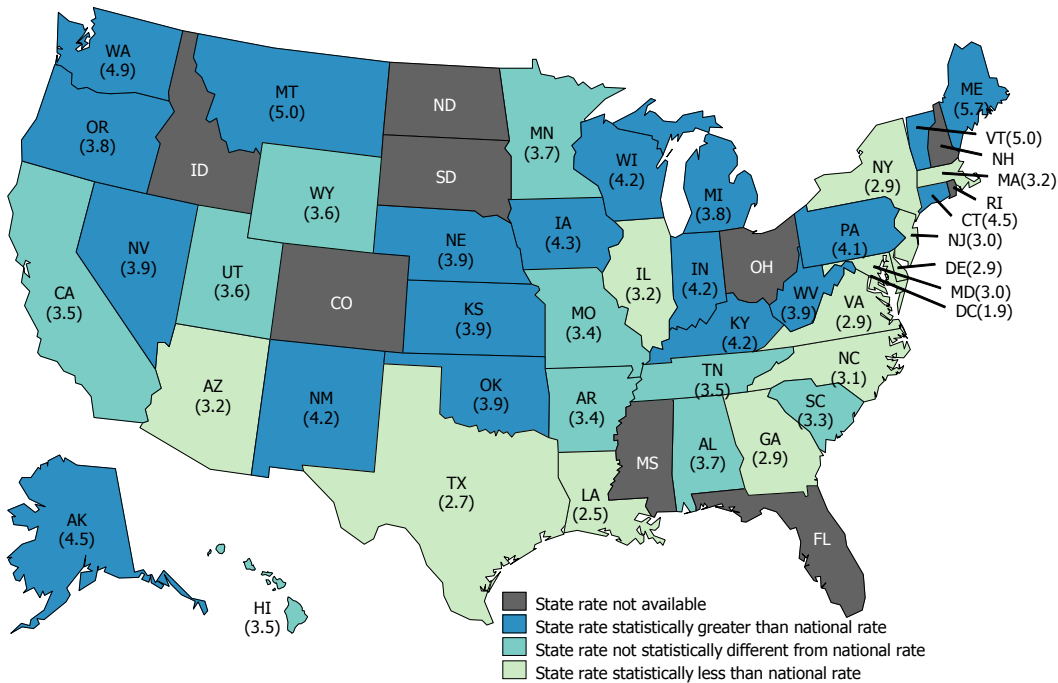 WA
(4.9)
MT
(5.0)
ND
MN
(3.7)
ME
(5.7)
OR
(3.8)
ID
WY
(3.6)
SD
WI
(4.2)
MI
(3.8)
NY
(2.9)
VT(5.0)
NH
MA(3.2)
RI
CT(4.5)
NJ(3.0)
DE(2.9)
MD(3.0)
DC(1.9)
NV
(3.9)
UT
(3.6)
CA
(3.5)
CO
NE
(3.9)
IA
(4.3)
IL
(3.2)
IN
(4.2)
OH
PA
(4.1)
WV
(3.9)
VA
(2.9)
KS
(3.9)
MO
(3.4)
KY
(4.2)
NC
(3.1)
TN
(3.5)
SC
(3.3)
AZ
(3.2)
NM
(4.2)
OK
(3.9)
AR
(3.4)
MS
AL
(3.7)
GA
(2.9)
TX
(2.7)
LA
(2.5)
FL
AK
(4.5)
HI
(3.5)
State rate not available
State rate statistically greater than national rate
State rate not statistically different from national rate
State rate statistically less than national rate